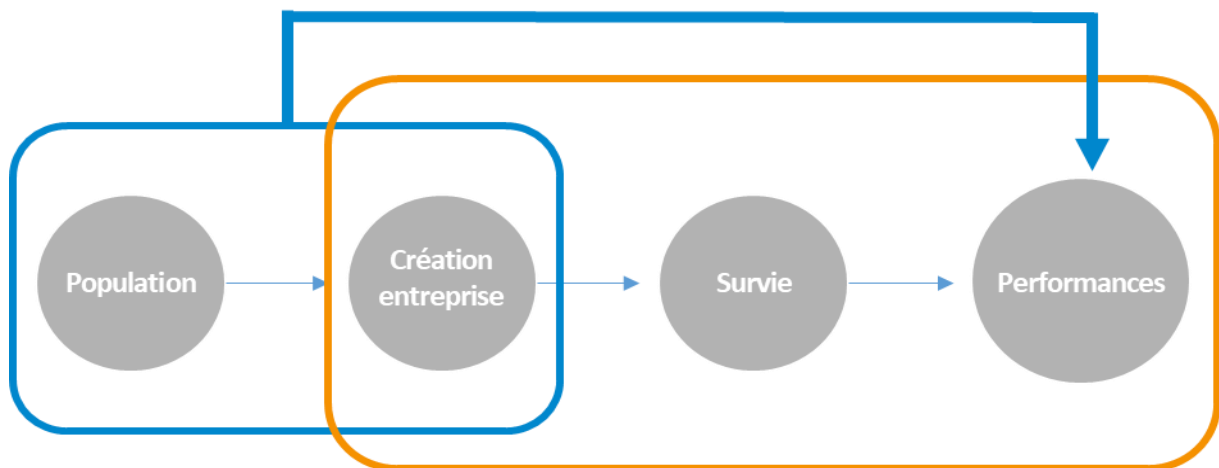 Population
Création
entreprise
Survie
Performances